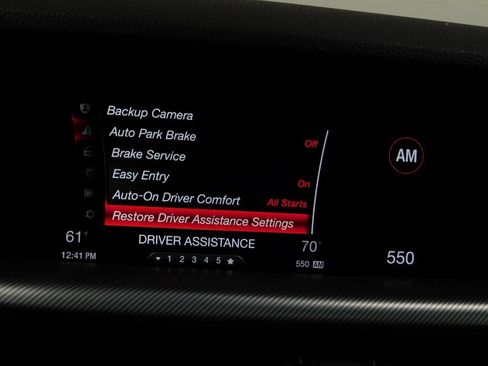 Backup Camera
Auto Park Brake Off
Brake Service
Easy Entry On
Auto-On Driver Comfort All Starts
Restore Driver Assistance Settings
61°
DRIVER ASSISTANCE
70°
12:41 PM
1 2 3 4 5
550 AM
AM
550